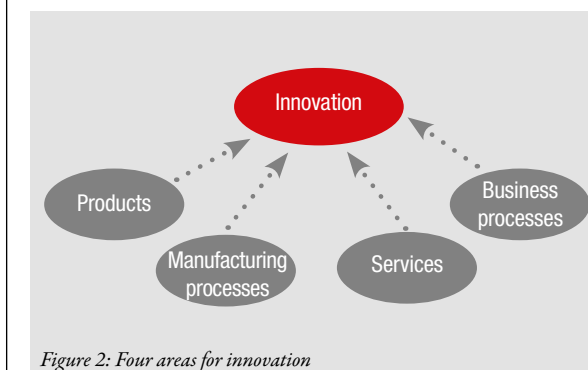 Innovation
Products
Business
processes
Manufacturing
processes
Services
Figure 2: Four areas for innovation